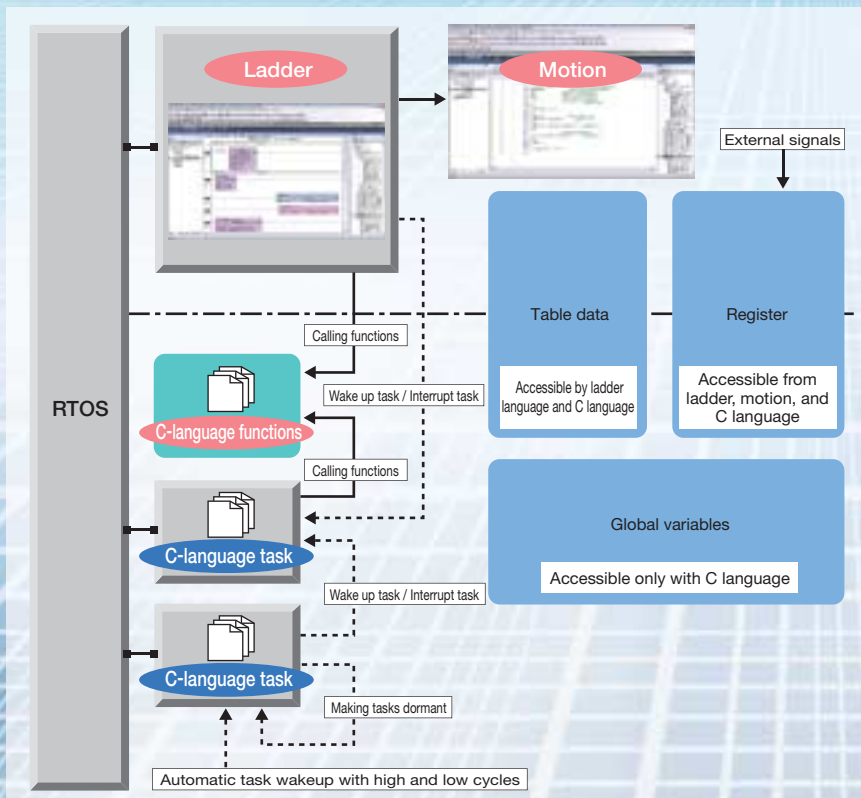 Ladder
Motion
External signals
Table data
Register
Calling functions
Accessible by ladder
language and C language
Accessible from
ladder, motion, and
C language
Wake up task / Interrupt task
RTOS
C-language functions
Calling functions
Global variables
C-language task
Accessible only with C language
Wake up task / Interrupt task
C-language task
Making tasks dormant
Automatic task wakeup with high and low cycles